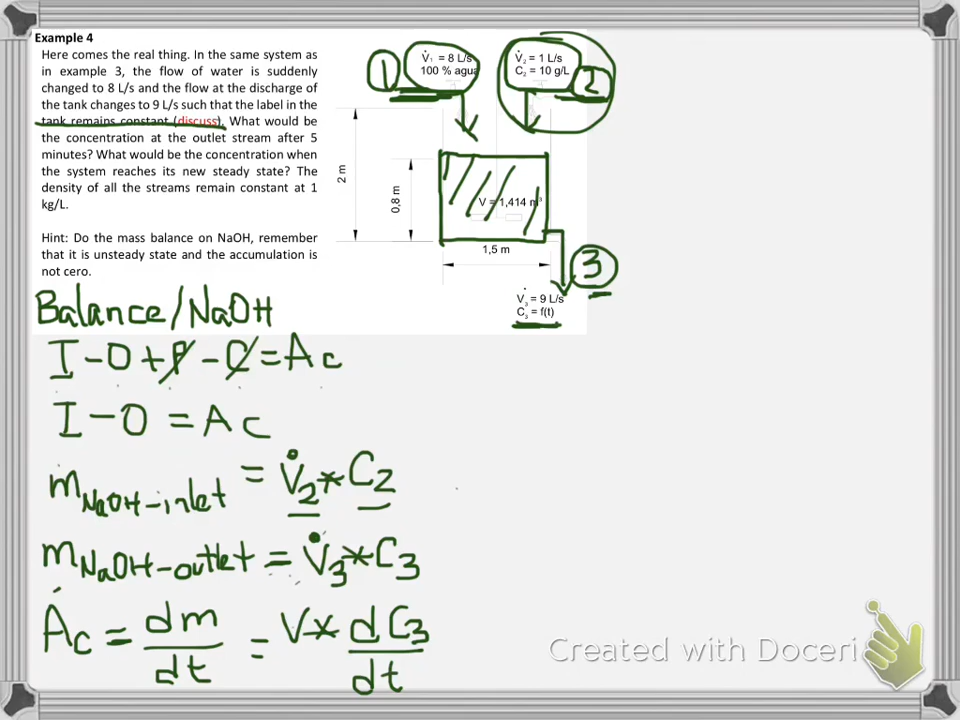 Example 4
Here comes the real thing. In the same system as
in example 3, the flow of water is suddenly
changed to 8 L/s and the flow at the discharge of
the tank changes to 9 L/s such that the label in the
tank remains constant (discuss). What would be
the concentration at the outlet stream after 5
minutes? What would be the concentration when
the system reaches its new steady state? The
density of all the streams remain constant at 1
kg/L.
Hint: Do the mass balance on NaOH, remember
that it is unsteady state and the accumulation is
not cero.
1
V̇₁ = 8 L/s
100 % agua
V̇₂ = 1 L/s
C₂ = 10 g/L
2
2 m
0,8 m
V = 1,414 m³
1,5 m
3
V̇₃ = 9 L/s
C₃ = f(t)
Balance/NaOH
I - O + P - C = Ac
I - O = Ac
ṁNaOH-inlet = V̇₂ * C₂
ṁNaOH-outlet = V̇₃ * C₃
Ac = dm/dt = V * dC₃/dt
Created with Doceri